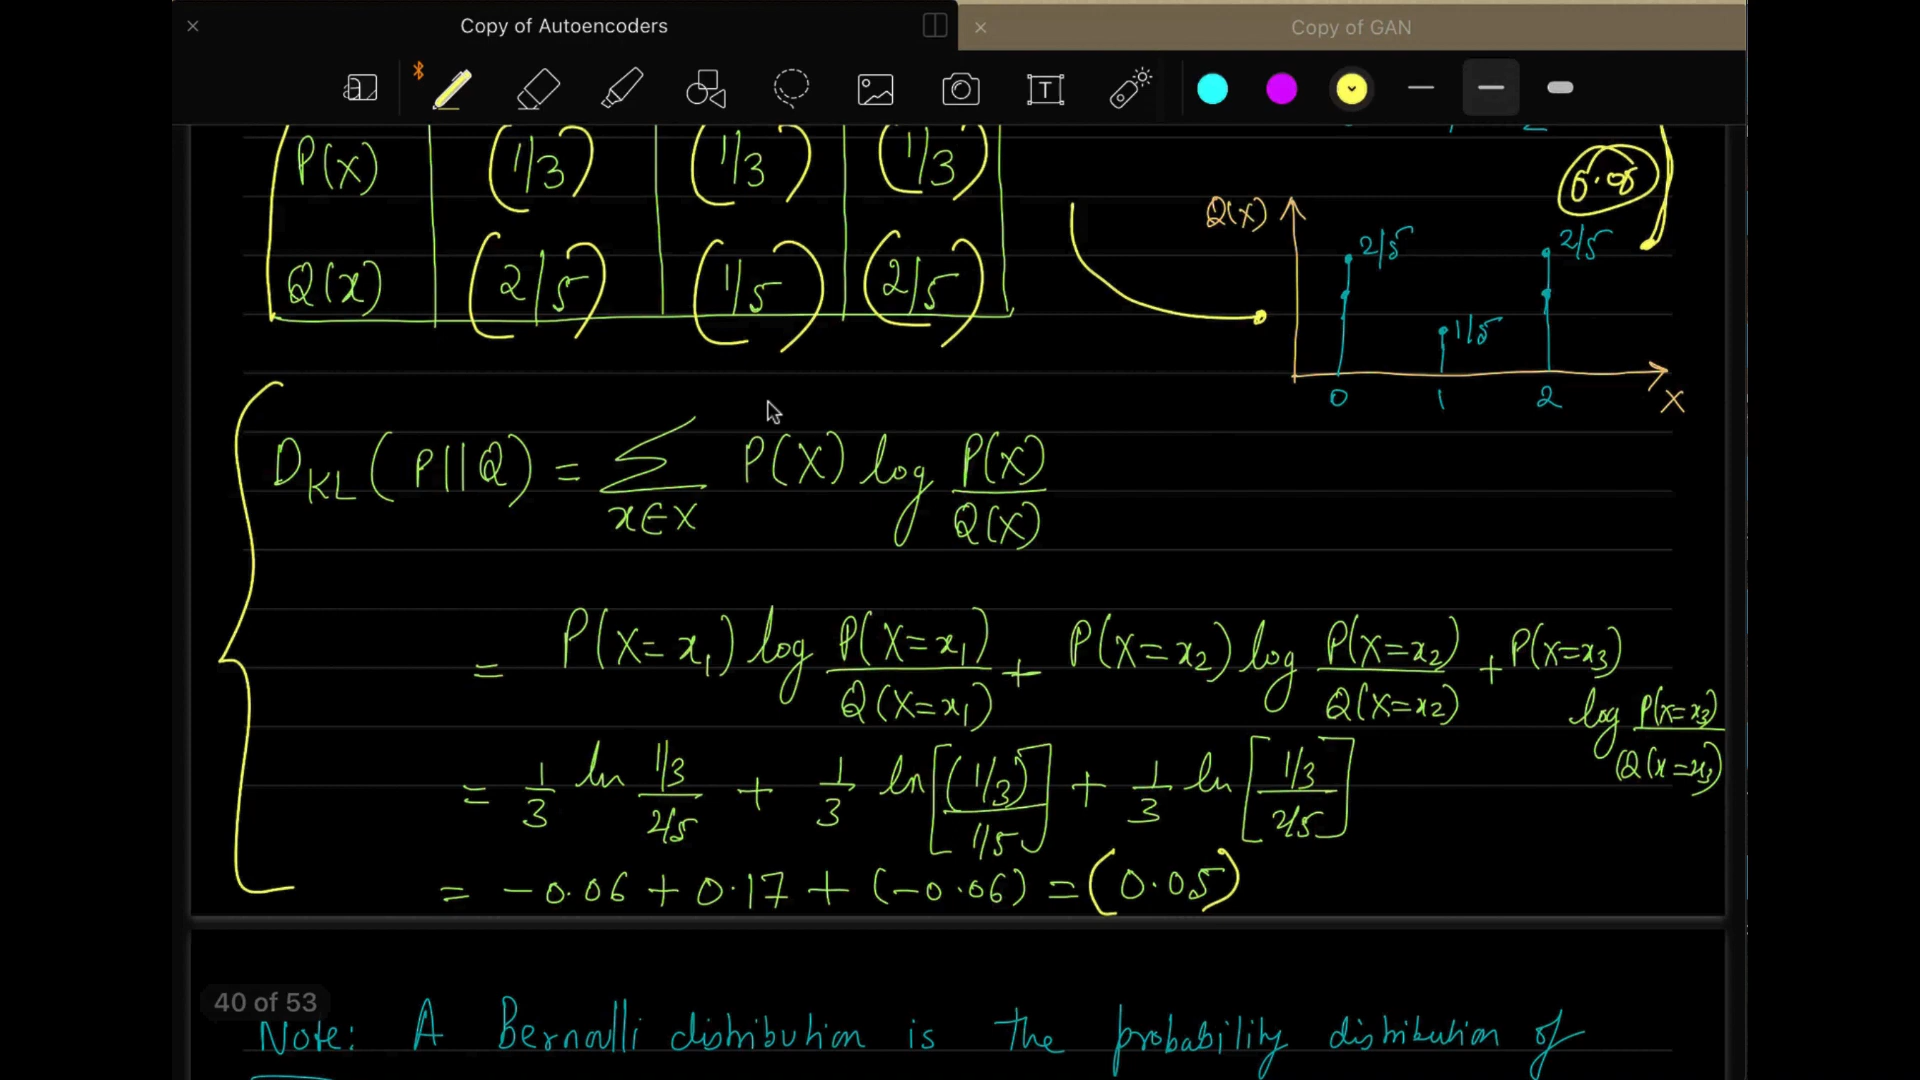 Copy of Autoencoders
Copy of GAN
P(X) (1/3) (1/3) (1/3)
Q(X) (2/5) (1/5) (2/5)
0.05
Q(X)
2/5 1/5 2/5
0 1 2 X
D_KL(P||Q) = Σ_{x∈X} P(X) log P(X)/Q(X)
= P(X=x₁) log P(X=x₁)/Q(X=x₁) + P(X=x₂) log P(X=x₂)/Q(X=x₂) + P(X=x₃)
log P(X=x₃)/Q(X=x₃)
= 1/3 ln 1/3/2/5 + 1/3 ln [(1/3)/1/5] + 1/3 ln [1/3/2/5]
= -0.06 + 0.17 + (-0.06) = (0.05)
40 of 53
Note: A Bernoulli distribution is the probability distribution of